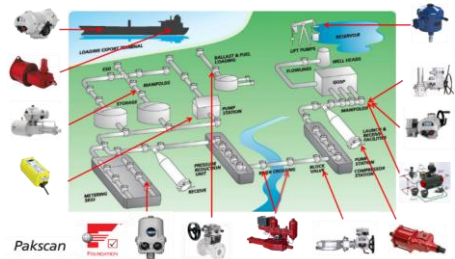 LOADING EXPORT TERMINAL
BALLAST & FUEL
LOADING
RESERVOIR
LIFT PUMPS
FLOWLINES
WELL HEADS
GOSP
ESD
MANIFOLDS
STORAGE
PUMP
STATION
MANIFOLDS
LAUNCH &
RECEIVE
FACILITIES
PRESSURE
REDUCTION
UNIT
RIVER CROSSING
BLOCK
VALVE
PUMP
STATION
COMPRESSOR
STATION
METERING
SKID
RECEIVE
Pakscan
FOUNDATION